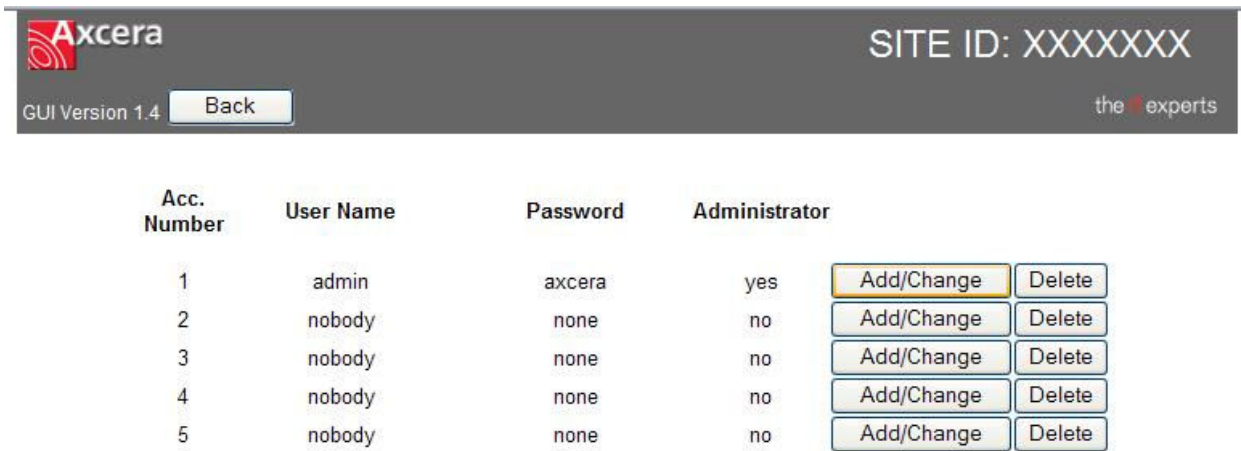 Axcera
SITE ID: XXXXXXX
GUI Version 1.4 Back
the experts
Acc. Number User Name Password Administrator
1 admin axcera yes Add/Change Delete
2 nobody none no Add/Change Delete
3 nobody none no Add/Change Delete
4 nobody none no Add/Change Delete
5 nobody none no Add/Change Delete